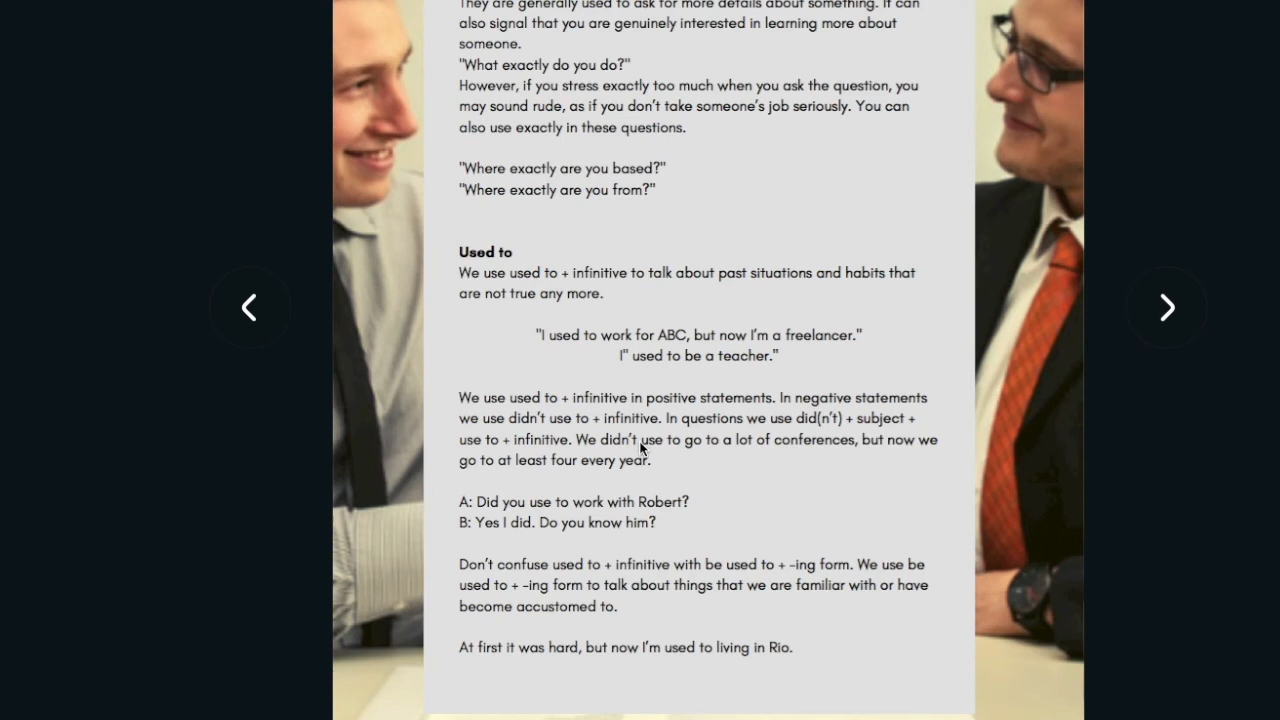 They are generally used to ask for more details about something. It can
also signal that you are genuinely interested in learning more about
someone.
"What exactly do you do?"
However, if you stress exactly too much when you ask the question, you
may sound rude, as if you don't take someone's job seriously. You can
also use exactly in these questions.
"Where exactly are you based?"
"Where exactly are you from?"
Used to
We use used to + infinitive to talk about past situations and habits that
are not true any more.
"I used to work for ABC, but now I'm a freelancer."
I" used to be a teacher."
We use used to + infinitive in positive statements. In negative statements
we use didn't use to + infinitive. In questions we use did(n't) + subject +
use to + infinitive. We didn't use to go to a lot of conferences, but now we
go to at least four every year.
A: Did you use to work with Robert?
B: Yes I did. Do you know him?
Don't confuse used to + infinitive with be used to + -ing form. We use be
used to + -ing form to talk about things that we are familiar with or have
become accustomed to.
At first it was hard, but now I'm used to living in Rio.